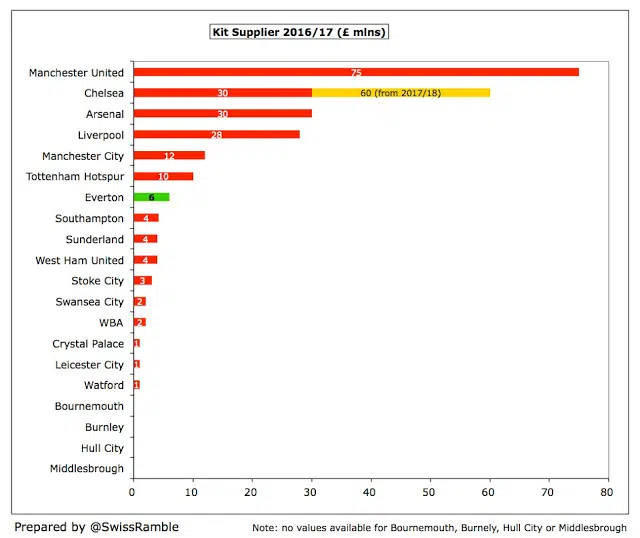 Kit Supplier 2016/17 (£ mlns)
Manchester United 75
Chelsea 30 60 (from 2017/18)
Arsenal 30
Liverpool 28
Manchester City 12
Tottenham Hotspur 10
Everton 6
Southampton 4
Sunderland 4
West Ham United 4
Stoke City 3
Swansea City 2
WBA 2
Crystal Palace 1
Leicester City 1
Watford 1
Bournemouth
Burnley
Hull City
Middlesbrough
0 10 20 30 40 50 60 70 80
Prepared by @SwissRamble
Note: no values available for Bournemouth, Burnely, Hull City or Middlesbrough